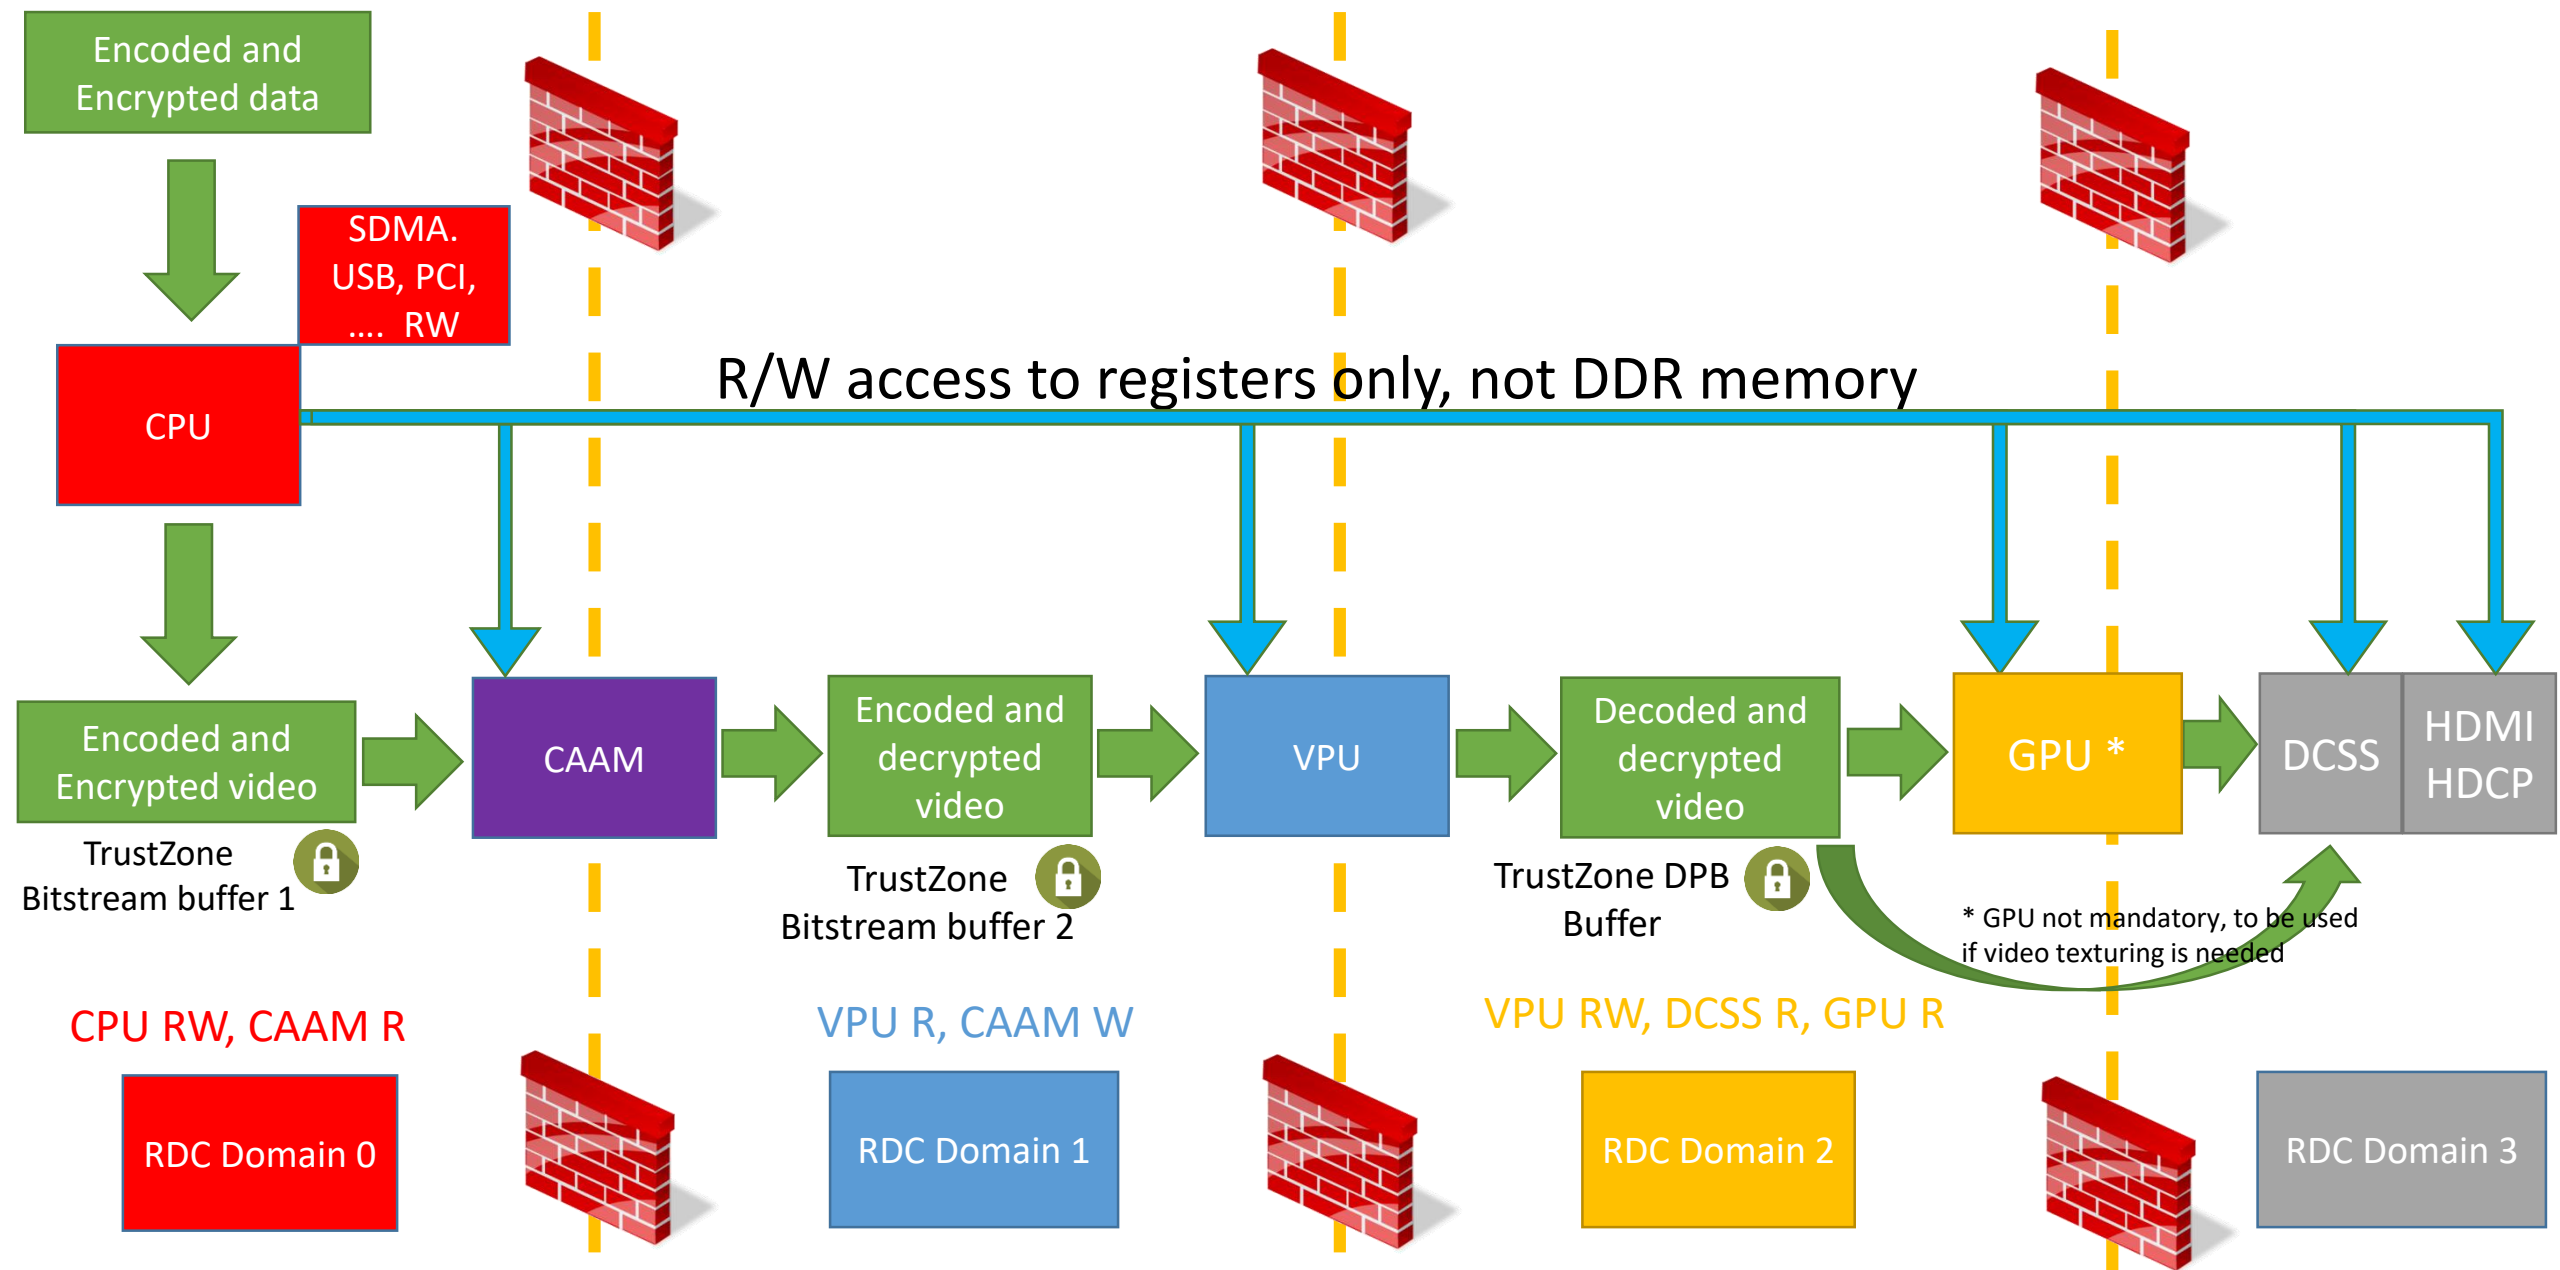 Encoded and
Encrypted data
SDMA.
USB, PCI,
.... RW
R/W access to registers only, not DDR memory
CPU
Encoded and
Encrypted video
CAAM
Encoded and
decrypted
video
VPU
Decoded and
decrypted
video
GPU *
DCSS
HDMI
HDCP
TrustZone
Bitstream buffer 1
TrustZone
Bitstream buffer 2
TrustZone DPB
Buffer
* GPU not mandatory, to be used
if video texturing is needed
CPU RW, CAAM R
VPU R, CAAM W
VPU RW, DCSS R, GPU R
RDC Domain 0
RDC Domain 1
RDC Domain 2
RDC Domain 3